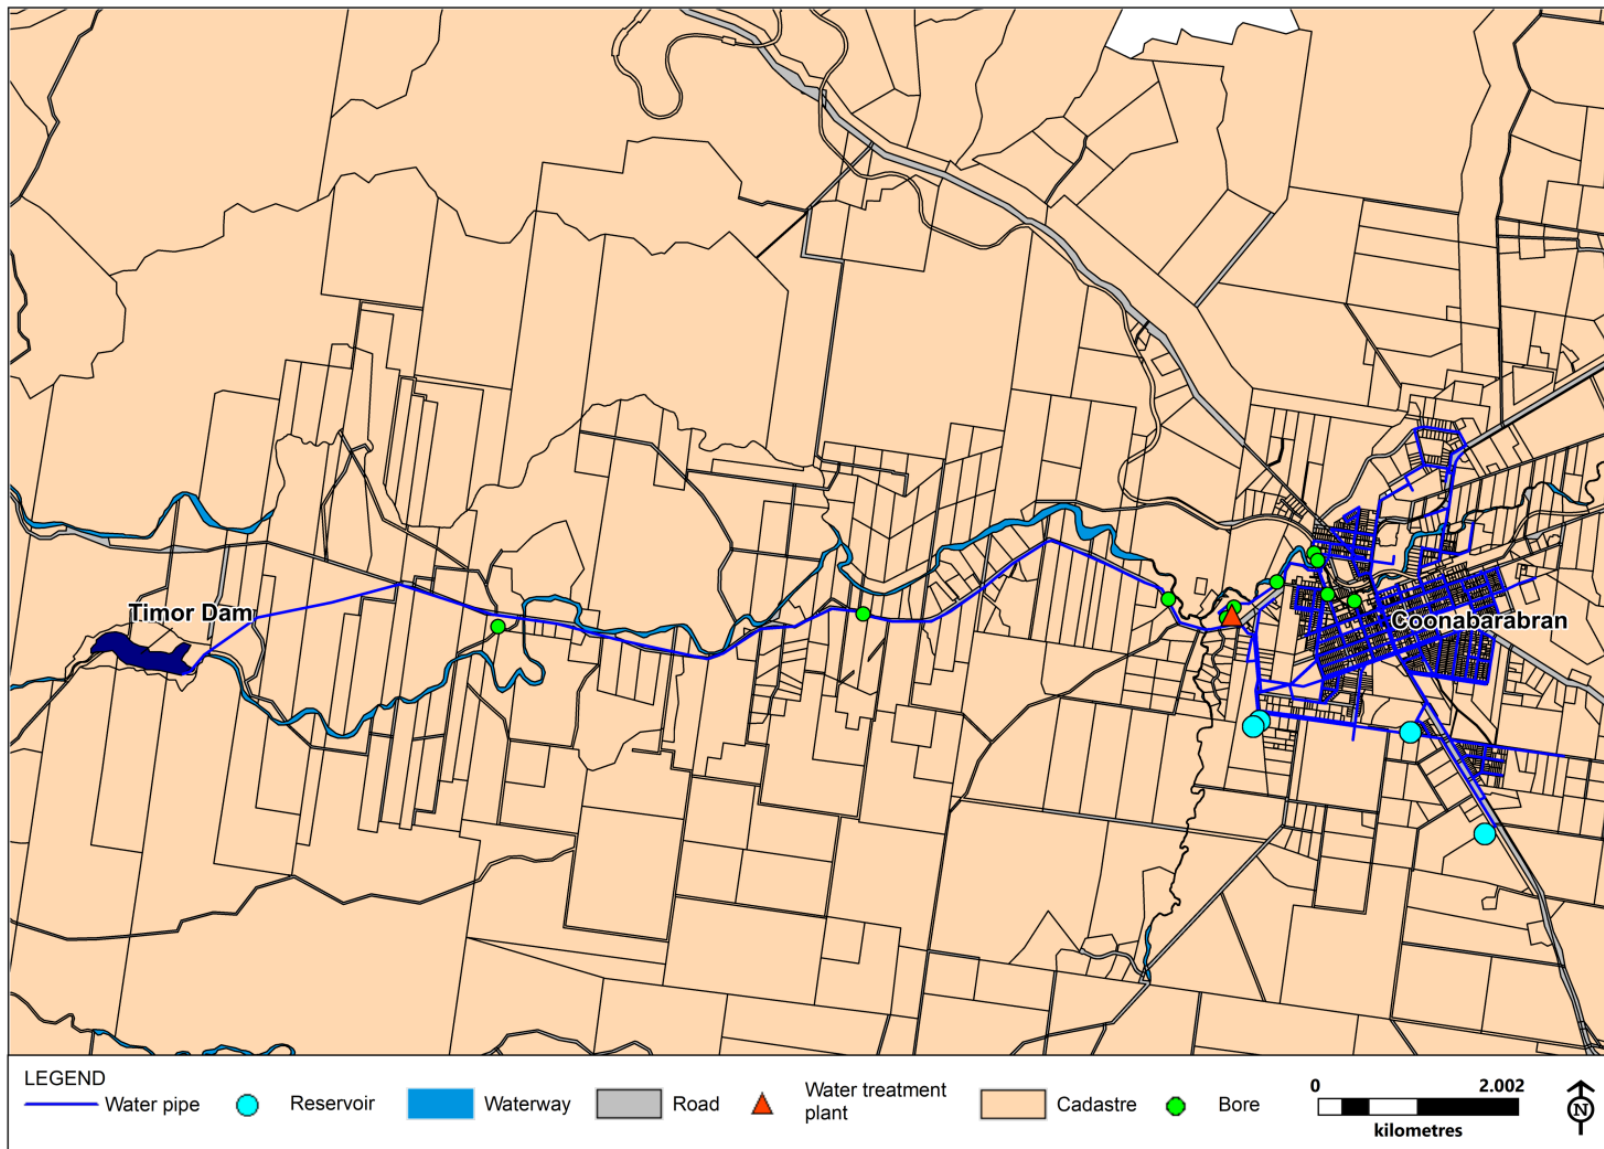 Timor Dam
Coonabarabran
LEGEND
Water pipe
Reservoir
Waterway
Road
Water treatment
plant
Cadastre
Bore
0 2.002
kilometres
N